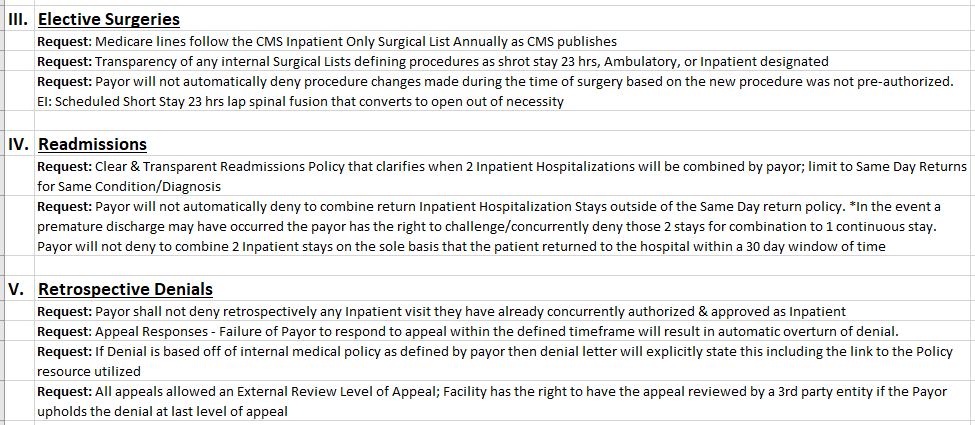 III. Elective Surgeries
Request: Medicare lines follow the CMS Inpatient Only Surgical List Annually as CMS publishes
Request: Transparency of any internal Surgical Lists defining procedures as shrot stay 23 hrs, Ambulatory, or Inpatient designated
Request: Payor will not automatically deny procedure changes made during the time of surgery based on the new procedure was not pre-authorized.
EI: Scheduled Short Stay 23 hrs lap spinal fusion that converts to open out of necessity
IV. Readmissions
Request: Clear & Transparent Readmissions Policy that clarifies when 2 Inpatient Hospitalizations will be combined by payor; limit to Same Day Returns
for Same Condition/Diagnosis
Request: Payor will not automatically deny to combine return Inpatient Hospitalization Stays outside of the Same Day return policy. *In the event a
premature discharge may have occurred the payor has the right to challenge/concurrently deny those 2 stays for combination to 1 continuous stay.
Payor will not deny to combine 2 Inpatient stays on the sole basis that the patient returned to the hospital within a 30 day window of time
V. Retrospective Denials
Request: Payor shall not deny retrospectively any Inpatient visit they have already concurrently authorized & approved as Inpatient
Request: Appeal Responses - Failure of Payor to respond to appeal within the defined timeframe will result in automatic overturn of denial.
Request: If Denial is based off of internal medical policy as defined by payor then denial letter will explicitly state this including the link to the Policy
resource utilized
Request: All appeals allowed an External Review Level of Appeal; Facility has the right to have the appeal reviewed by a 3rd party entity if the Payor
upholds the denial at last level of appeal